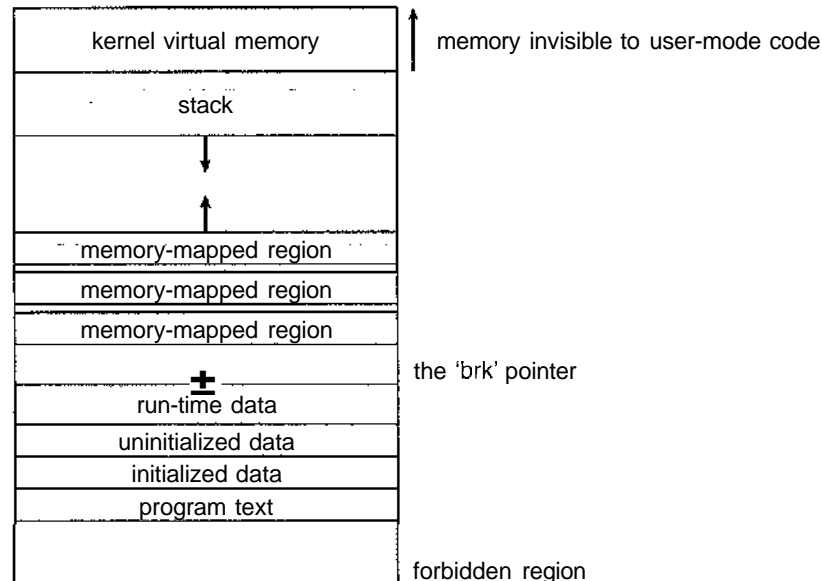 kernel virtual memory
memory invisible to user-mode code
stack
memory-mapped region
memory-mapped region
memory-mapped region
the 'brk' pointer
±
run-time data
uninitialized data
initialized data
program text
forbidden region